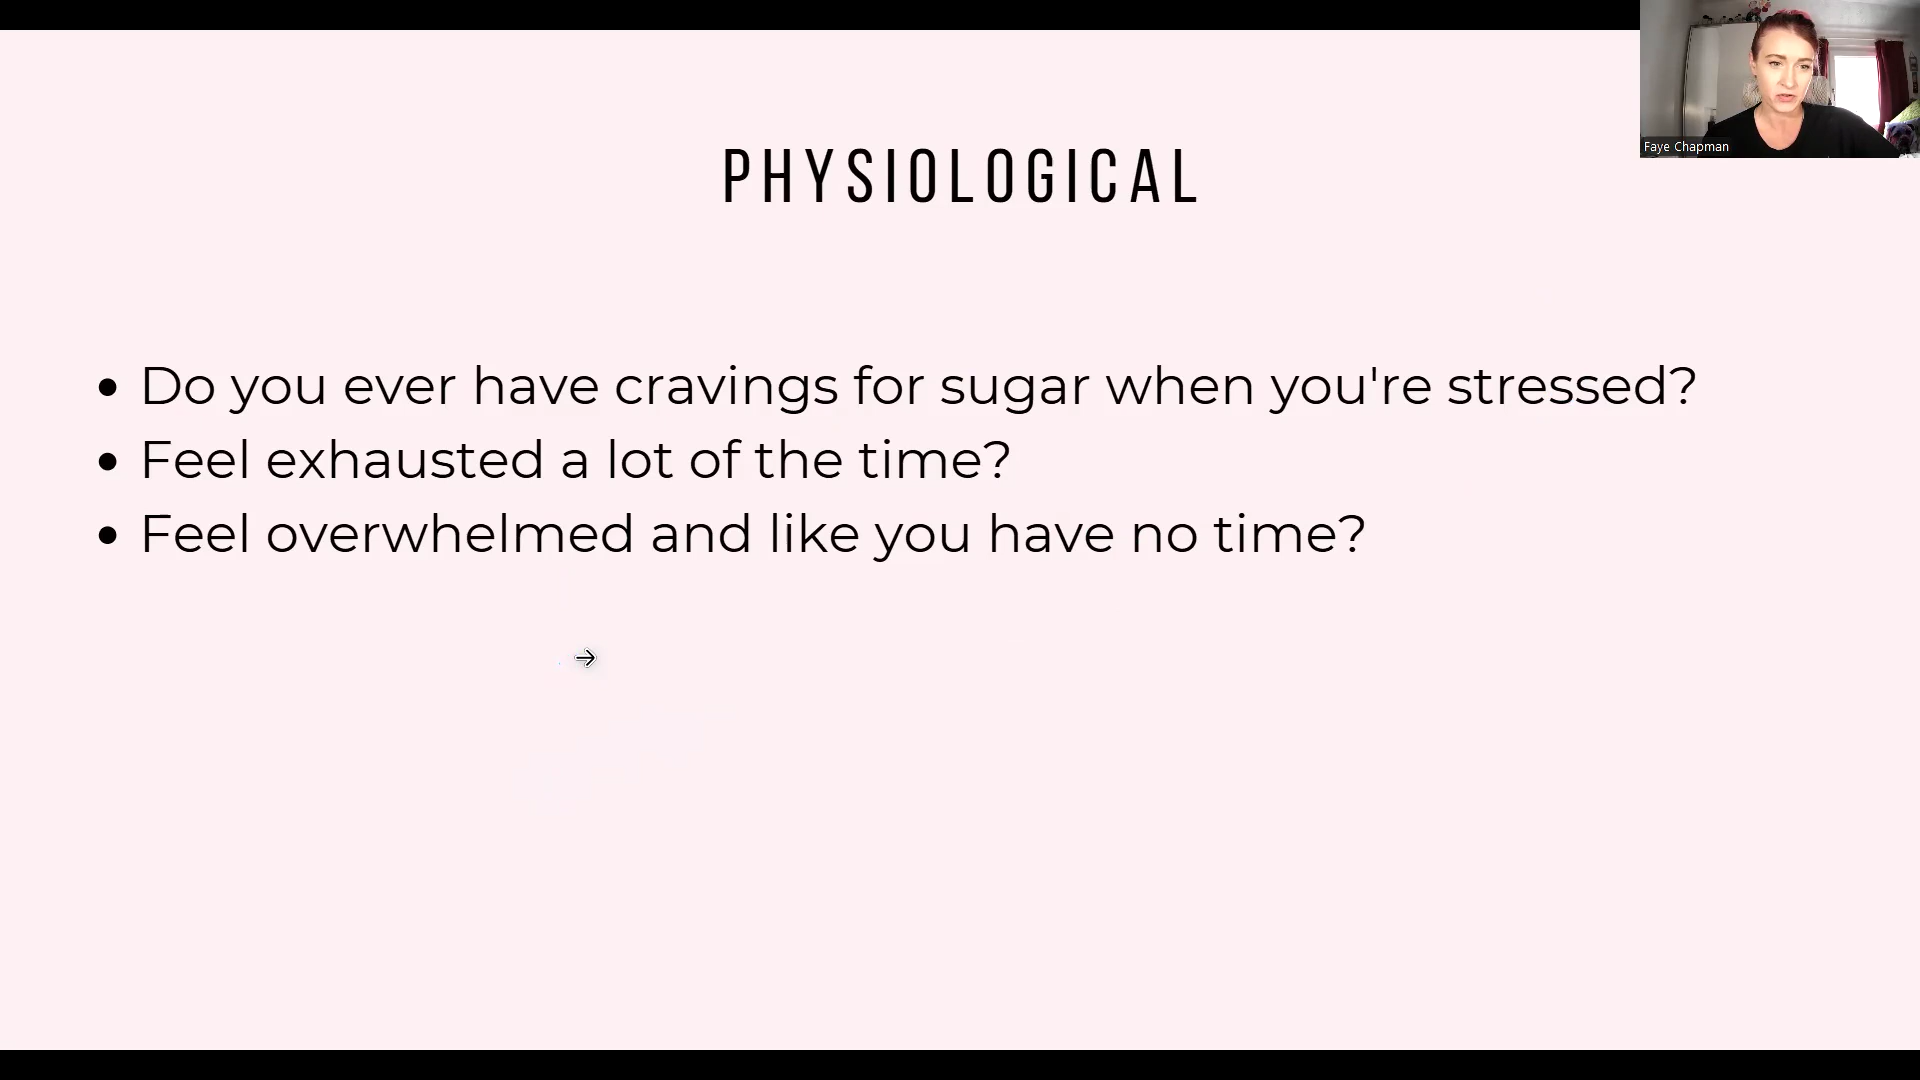 Faye Chapman
PHYSIOLOGICAL
• Do you ever have cravings for sugar when you're stressed?
• Feel exhausted a lot of the time?
• Feel overwhelmed and like you have no time?